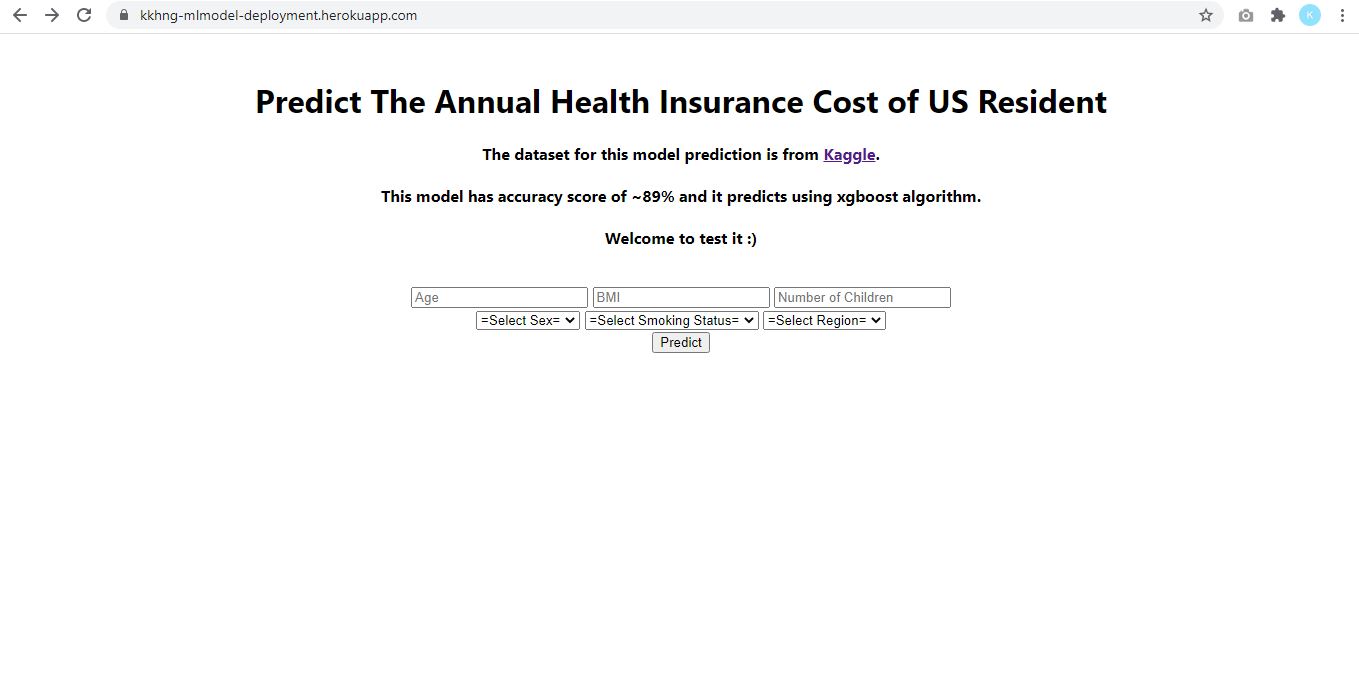 kkhng-mlmodel-deployment.herokuapp.com
K
Predict The Annual Health Insurance Cost of US Resident
The dataset for this model prediction is from Kaggle.
This model has accuracy score of ~89% and it predicts using xgboost algorithm.
Welcome to test it :)
Age BMI Number of Children
=Select Sex= =Select Smoking Status= =Select Region=
Predict